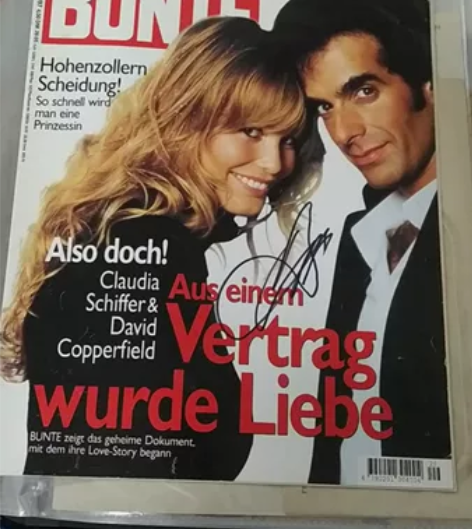 BUNTE
Hohenzollern
Scheidung!
So schnell wird
man eine
Prinzessin
Also doch!
Claudia
Schiffer &
David
Copperfield
Aus einem
Vertrag
wurde Liebe
BUNTE zeigt das geheime Dokument,
mit dem ihre Love-Story begann